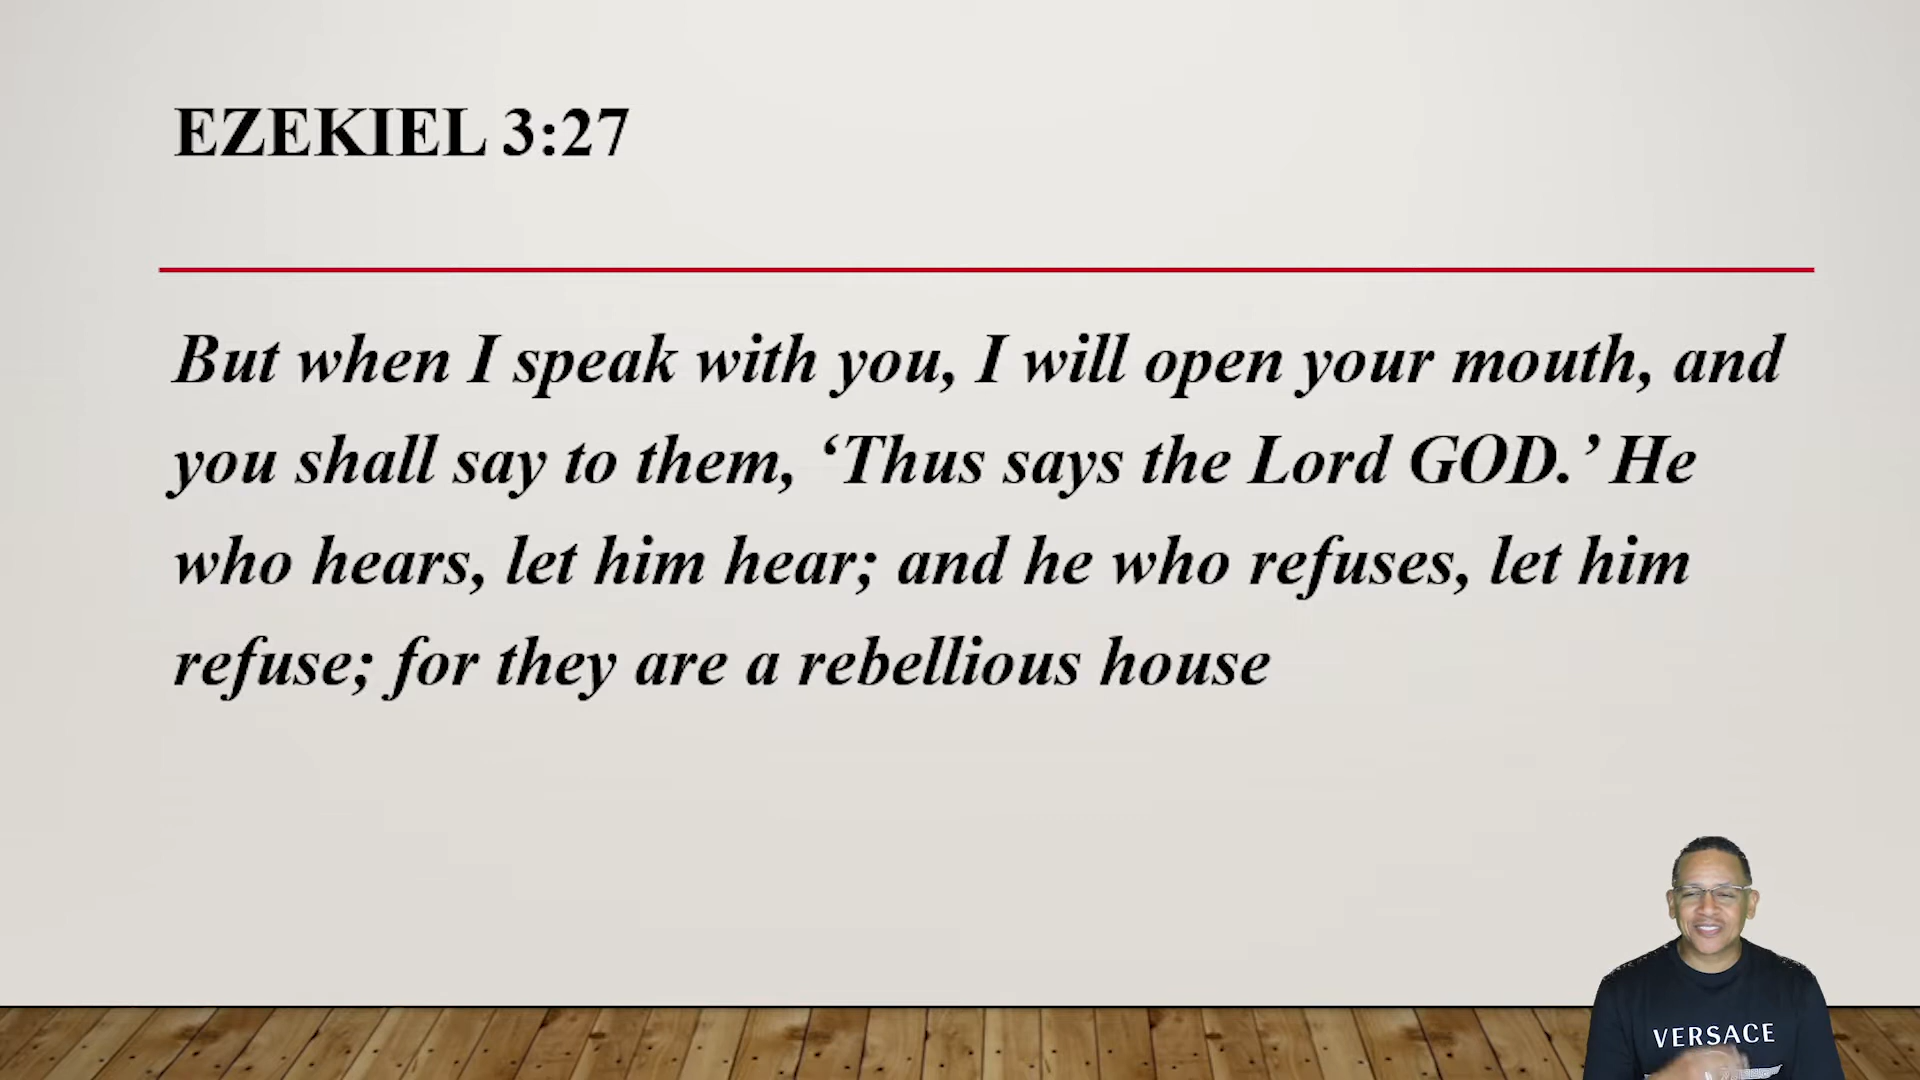 EZEKIEL 3:27
But when I speak with you, I will open your mouth, and
you shall say to them, ‘Thus says the Lord GOD.’ He
who hears, let him hear; and he who refuses, let him
refuse; for they are a rebellious house
VERSACE